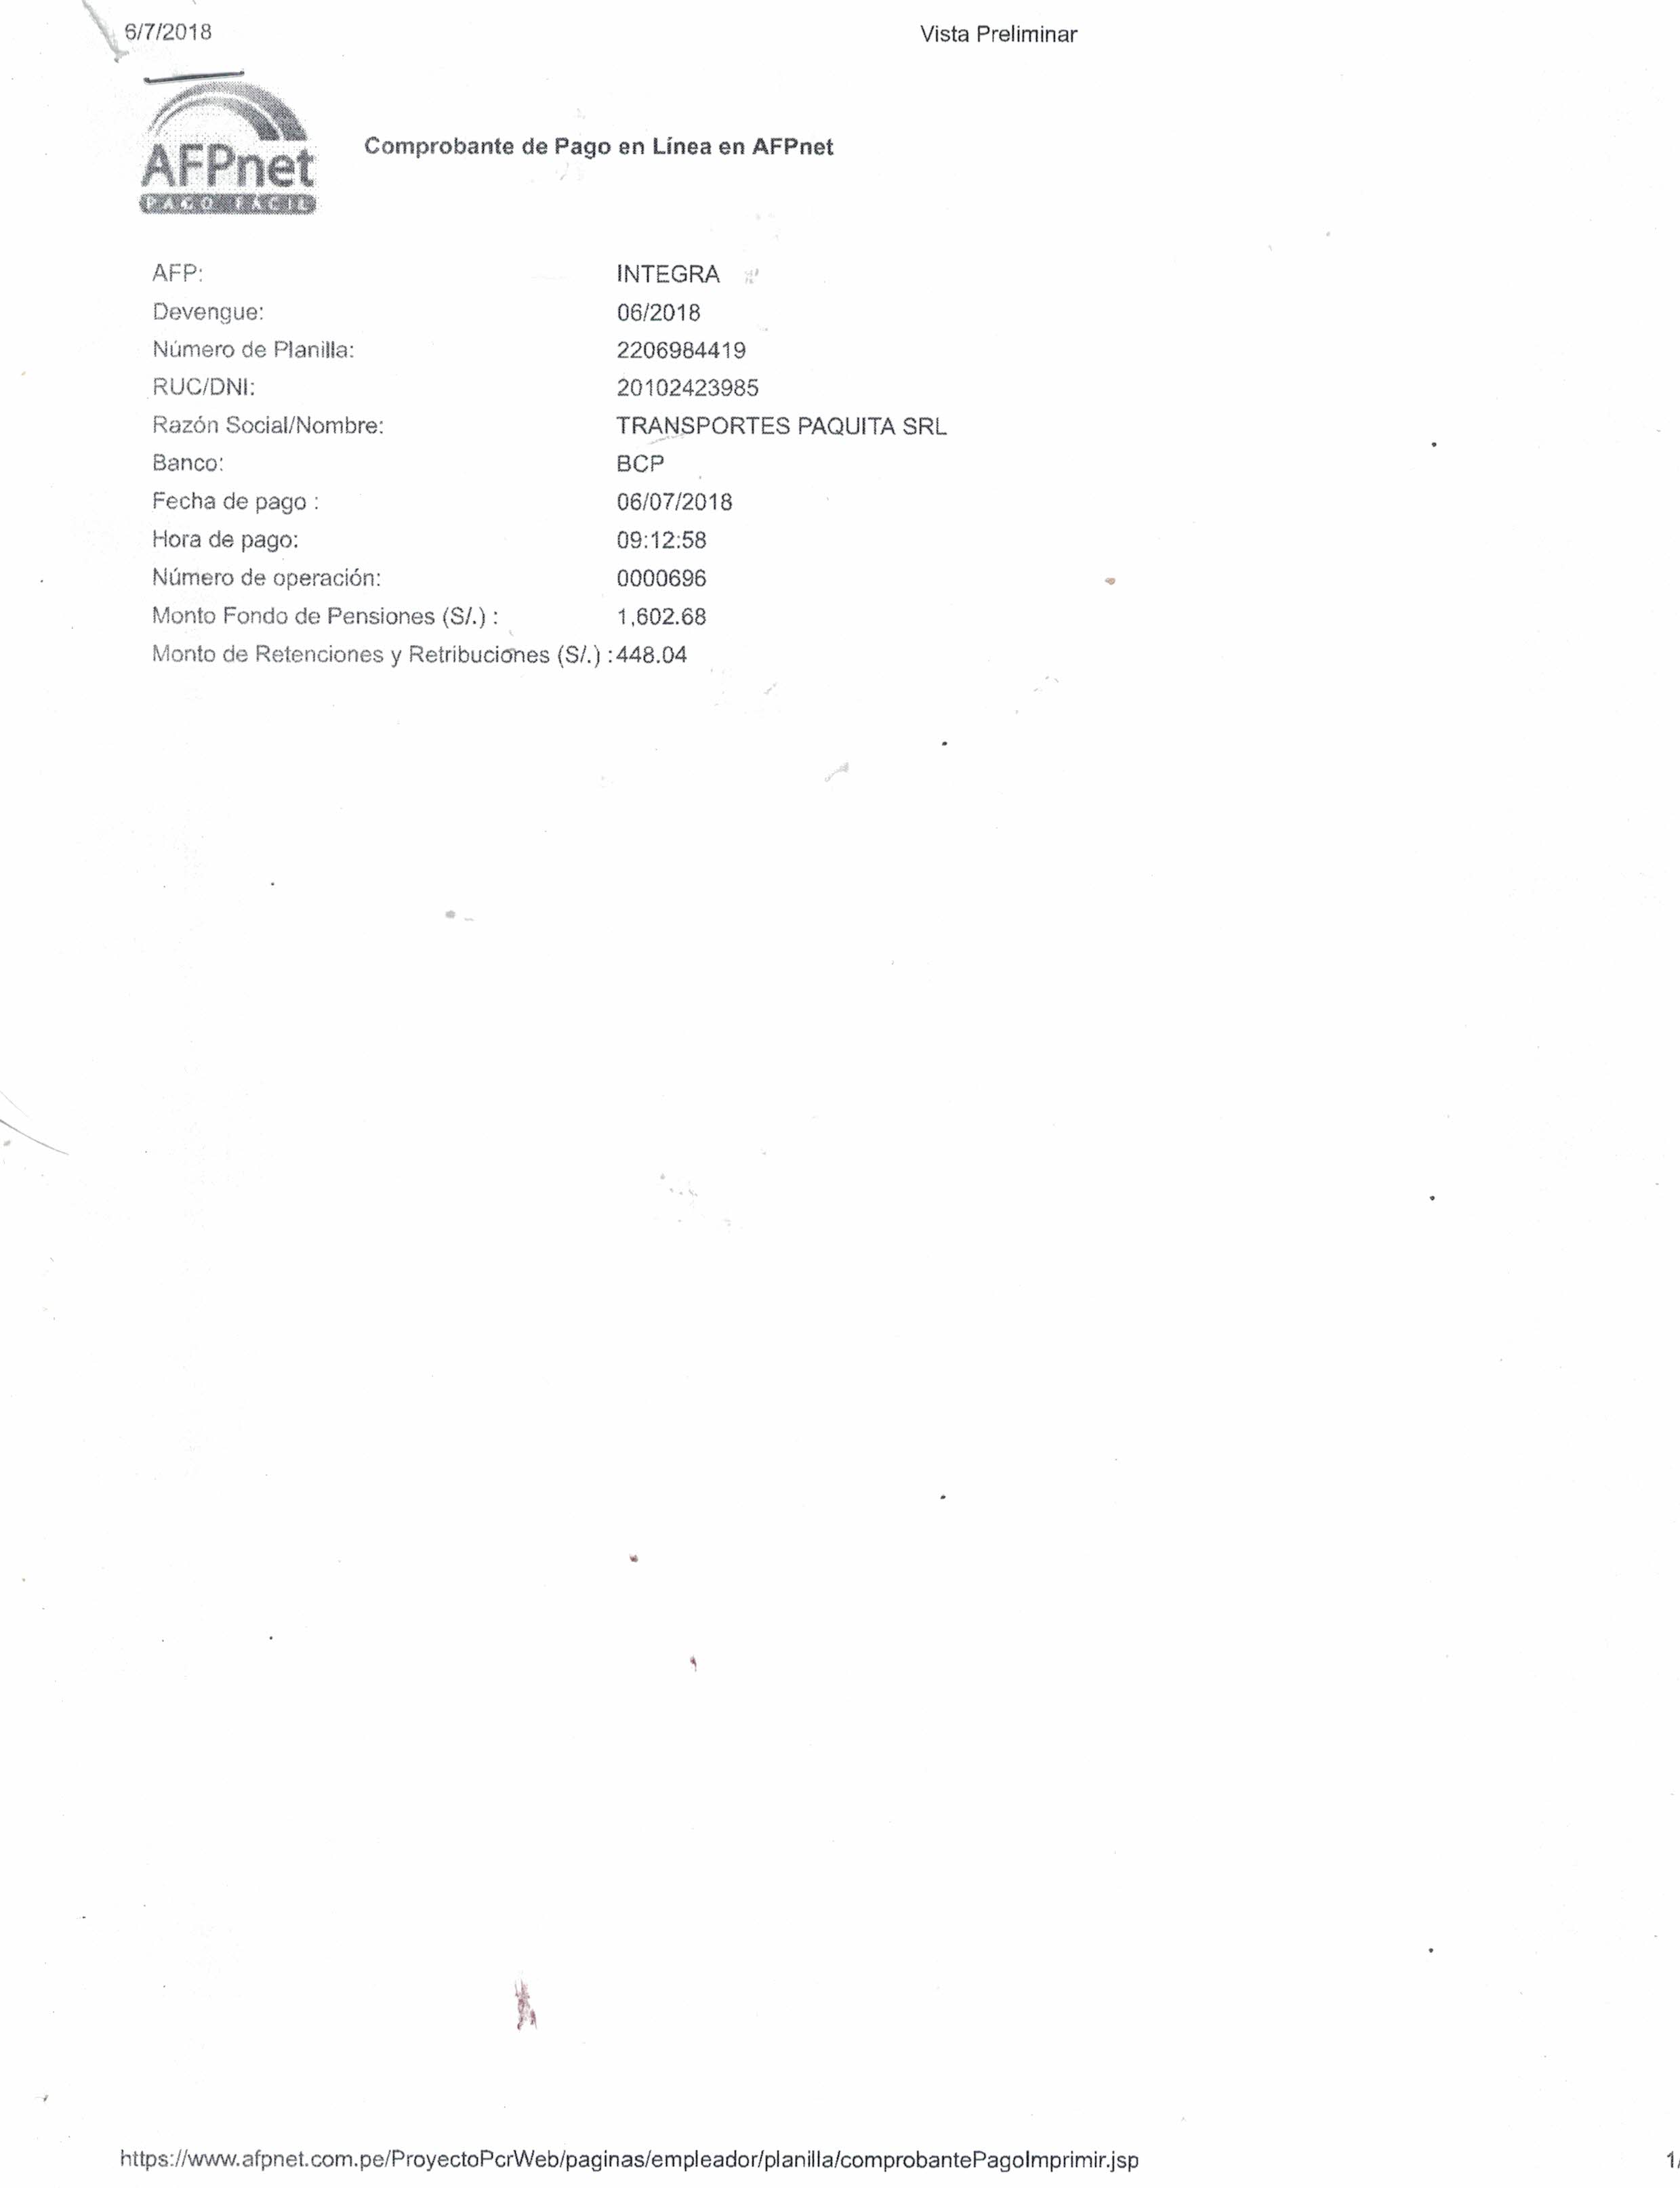 6/7/2018 Vista Preliminar
AFPnet
PAGO FACIL
Comprobante de Pago en Línea en AFPnet
AFP: INTEGRA
Devengue: 06/2018
Número de Planilla: 2206984419
RUC/DNI: 20102423985
Razón Social/Nombre: TRANSPORTES PAQUITA SRL
Banco: BCP
Fecha de pago : 06/07/2018
Hora de pago: 09:12:58
Número de operación: 0000696
Monto Fondo de Pensiones (S/.) : 1,602.68
Monto de Retenciones y Retribuciones (S/.) : 448.04
https://www.afpnet.com.pe/ProyectoPcrWeb/paginas/empleador/planilla/comprobantePagoImprimir.jsp 1/